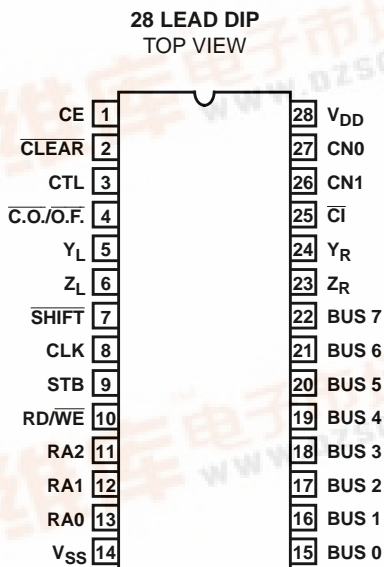 28 LEAD DIP
TOP VIEW
CE 1
CLEAR 2
CTL 3
C.O./O.F. 4
YL 5
ZL 6
SHIFT 7
CLK 8
STB 9
RD/WE 10
RA2 11
RA1 12
RA0 13
VSS 14
28 VDD
27 CN0
26 CN1
25 CI
24 YR
23 ZR
22 BUS 7
21 BUS 6
20 BUS 5
19 BUS 4
18 BUS 3
17 BUS 2
16 BUS 1
15 BUS 0